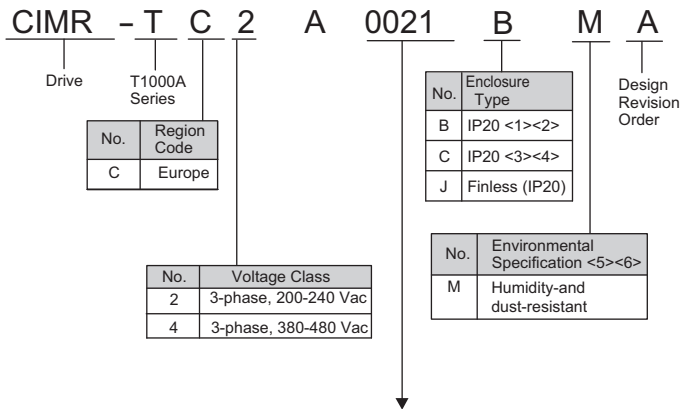 CIMR - T C 2 A 0021 B M A
Drive
T1000A
Series
No. Region
Code
C Europe
No. Voltage Class
2 3-phase, 200-240 Vac
4 3-phase, 380-480 Vac
No. Enclosure
Type
B IP20 <1><2>
C IP20 <3><4>
J Finless (IP20)
Design
Revision
Order
No. Environmental
Specification <5><6>
M Humidity-and
dust-resistant